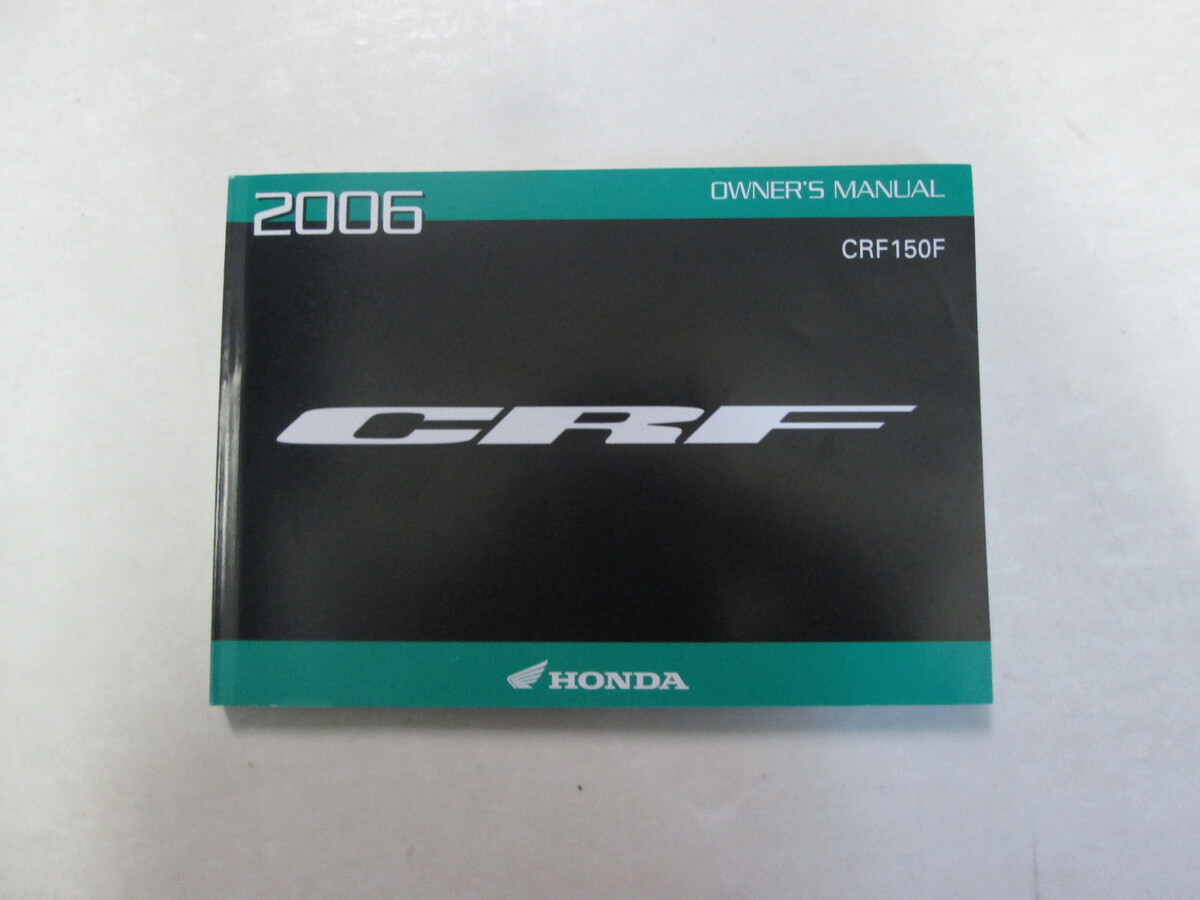 2006
OWNER'S MANUAL
CRF150F
CRF
HONDA